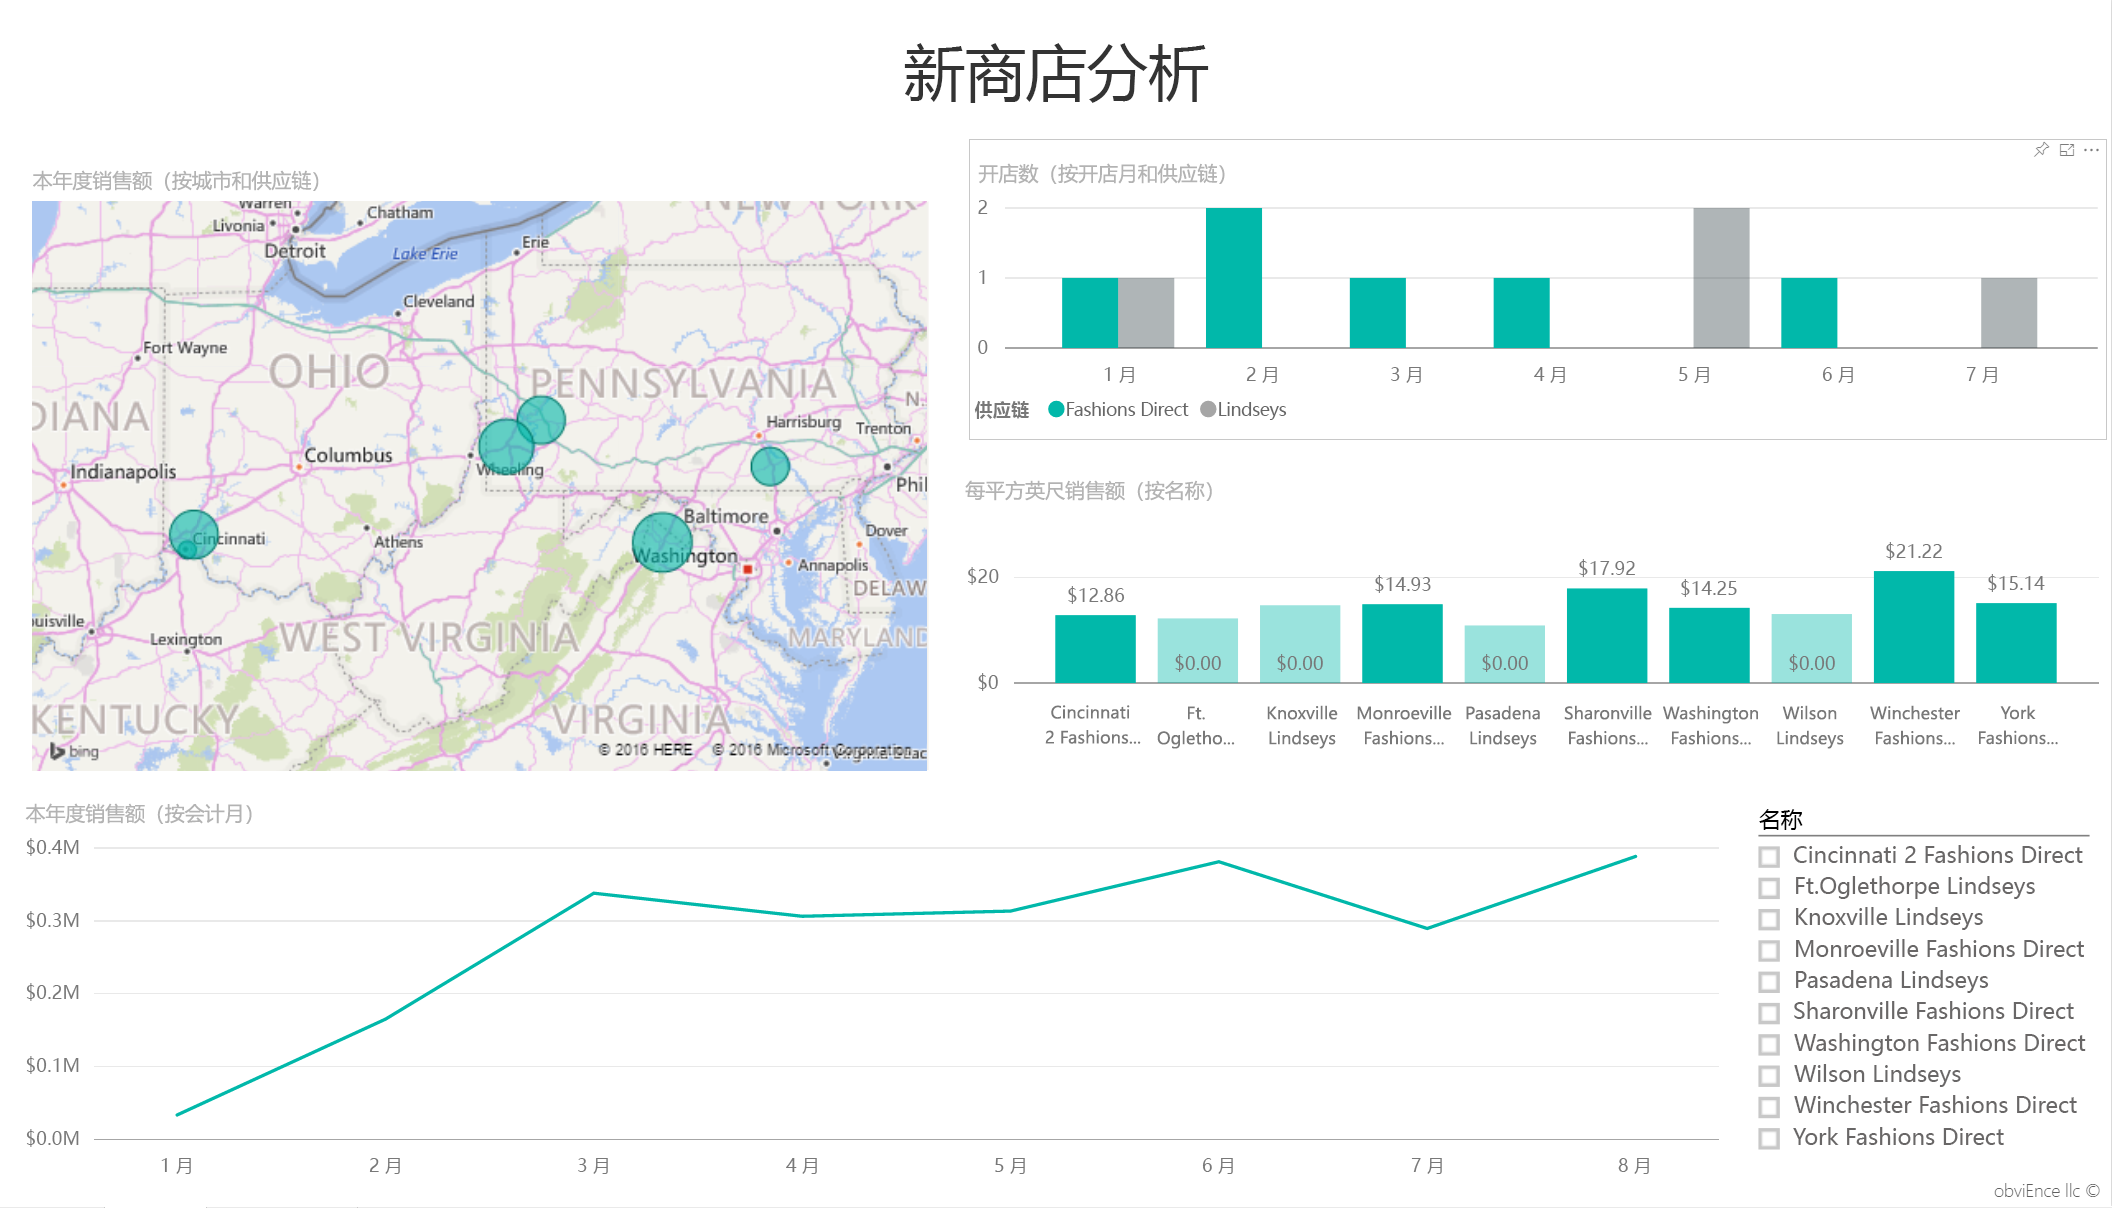 新商店分析
本年度销售额（按城市和供应链）
NEW YORK
Warren
Chatham
Livonia
Detroit
Lake Erie
Erie
Cleveland
Fort Wayne
OHIO
PENNSYLVANIA
N.
DIANA
Harrisburg
Trenton
Columbus
Indianapolis
Wheeling
Phil
Baltimore
Cincinnati
Athens
Dover
Washington
Annapolis
DELAW
uisville
Lexington
WEST VIRGINIA
MARYLAND
KENTUCKY
VIRGINIA
bing
© 2016 HERE © 2016 Microsoft Corporation
Virginia Beac
开店数（按开店月和供应链）
2
1
0
1 月 2 月 3 月 4 月 5 月 6 月 7 月
供应链 Fashions Direct Lindseys
每平方英尺销售额（按名称）
$20
$0
$12.86 $0.00 $0.00 $14.93 $0.00 $17.92 $14.25 $0.00 $21.22 $15.14
Cincinnati Ft. Knoxville Monroeville Pasadena Sharonville Washington Wilson Winchester York
2 Fashions... Ogletho... Lindseys Fashions... Lindseys Fashions... Fashions... Lindseys Fashions... Fashions...
本年度销售额（按会计月）
$0.4M
$0.3M
$0.2M
$0.1M
$0.0M
1 月 2 月 3 月 4 月 5 月 6 月 7 月 8 月
名称
Cincinnati 2 Fashions Direct
Ft.Oglethorpe Lindseys
Knoxville Lindseys
Monroeville Fashions Direct
Pasadena Lindseys
Sharonville Fashions Direct
Washington Fashions Direct
Wilson Lindseys
Winchester Fashions Direct
York Fashions Direct
obviEnce llc ©